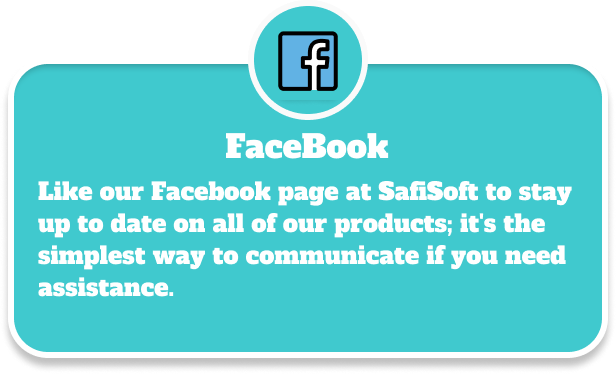 FaceBook
Like our Facebook page at SafiSoft to stay
up to date on all of our products; it's the
simplest way to communicate if you need
assistance.